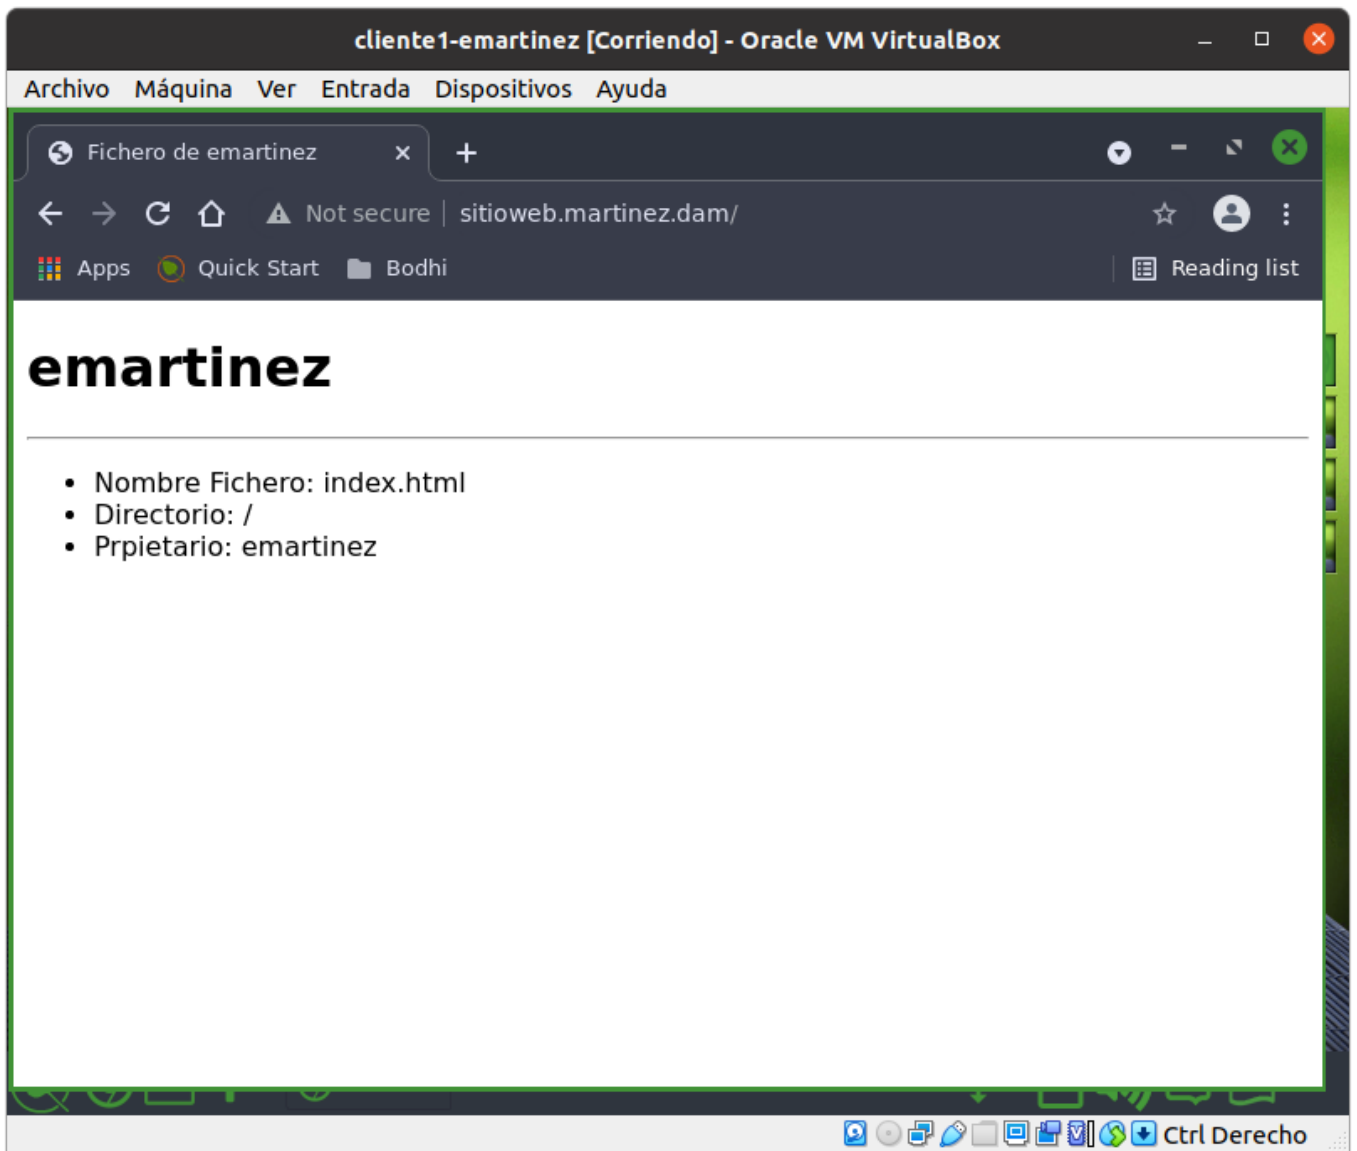 cliente1-emartinez [Corriendo] - Oracle VM VirtualBox
Archivo Máquina Ver Entrada Dispositivos Ayuda
Fichero de emartinez
Not secure sitioweb.martinez.dam/
Apps Quick Start Bodhi Reading list
emartinez
Nombre Fichero: index.html
Directorio: /
Prpietario: emartinez
Ctrl Derecho